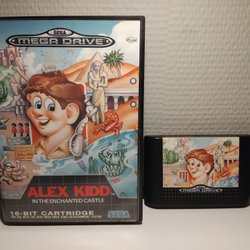 SEGA
MEGA DRIVE
ALEX KIDD
IN THE ENCHANTED CASTLE
16-BIT CARTRIDGE
SEGA
MEGA DRIVE